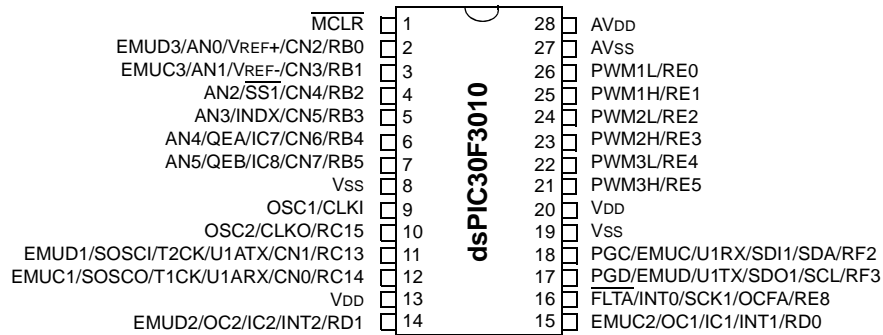 MCLR 1 28 AVDD
EMUD3/AN0/VREF+/CN2/RB0 2 27 AVSS
EMUC3/AN1/VREF-/CN3/RB1 3 26 PWM1L/RE0
AN2/SS1/CN4/RB2 4 25 PWM1H/RE1
AN3/INDX/CN5/RB3 5 24 PWM2L/RE2
AN4/QEA/IC7/CN6/RB4 6 23 PWM2H/RE3
AN5/QEB/IC8/CN7/RB5 7 22 PWM3L/RE4
VSS 8 21 PWM3H/RE5
OSC1/CLKI 9 20 VDD
OSC2/CLKO/RC15 10 19 VSS
EMUD1/SOSCI/T2CK/U1ATX/CN1/RC13 11 18 PGC/EMUC/U1RX/SDI1/SDA/RF2
EMUC1/SOSCO/T1CK/U1ARX/CN0/RC14 12 17 PGD/EMUD/U1TX/SDO1/SCL/RF3
VDD 13 16 FLTA/INT0/SCK1/OCFA/RE8
EMUD2/OC2/IC2/INT2/RD1 14 15 EMUC2/OC1/IC1/INT1/RD0
dsPIC30F3010